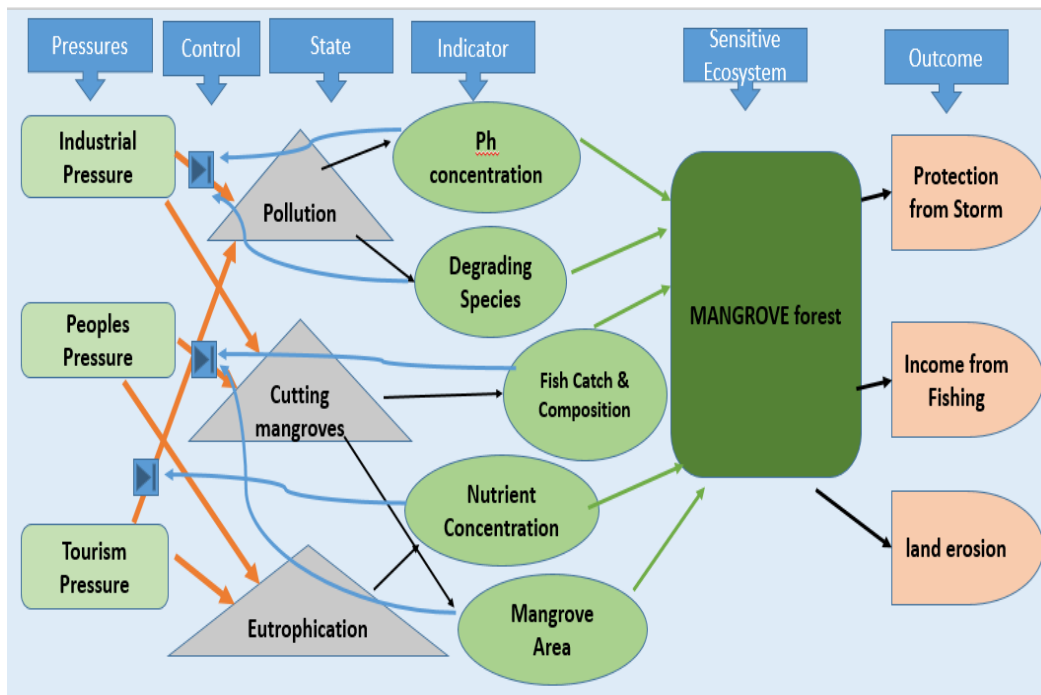 Pressures
Control
State
Indicator
Sensitive
Ecosystem
Outcome
Industrial
Pressure
Peoples
Pressure
Tourism
Pressure
Pollution
Cutting
mangroves
Eutrophication
Ph
concentration
Degrading
Species
Fish Catch &
Composition
Nutrient
Concentration
Mangrove
Area
MANGROVE forest
Protection
from Storm
Income from
Fishing
land erosion